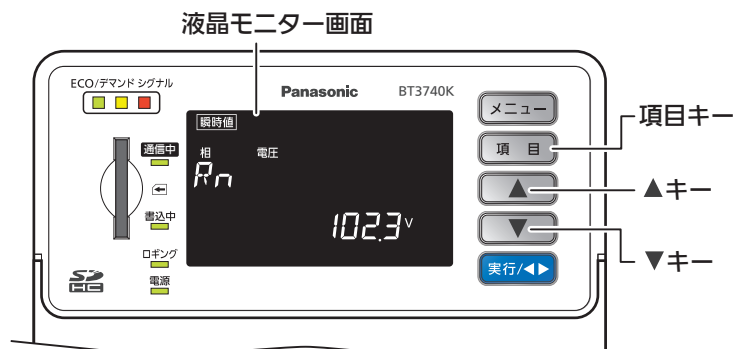 液晶モニター画面
ECO/デマンド シグナル
Panasonic BT3740K
瞬時値
相 電圧
Rn
102.3V
通信中
書込中
ロギング
電源
SD
HC
メニュー
項 目
▲
▼
実行/◀▶
項目キー
▲キー
▼キー